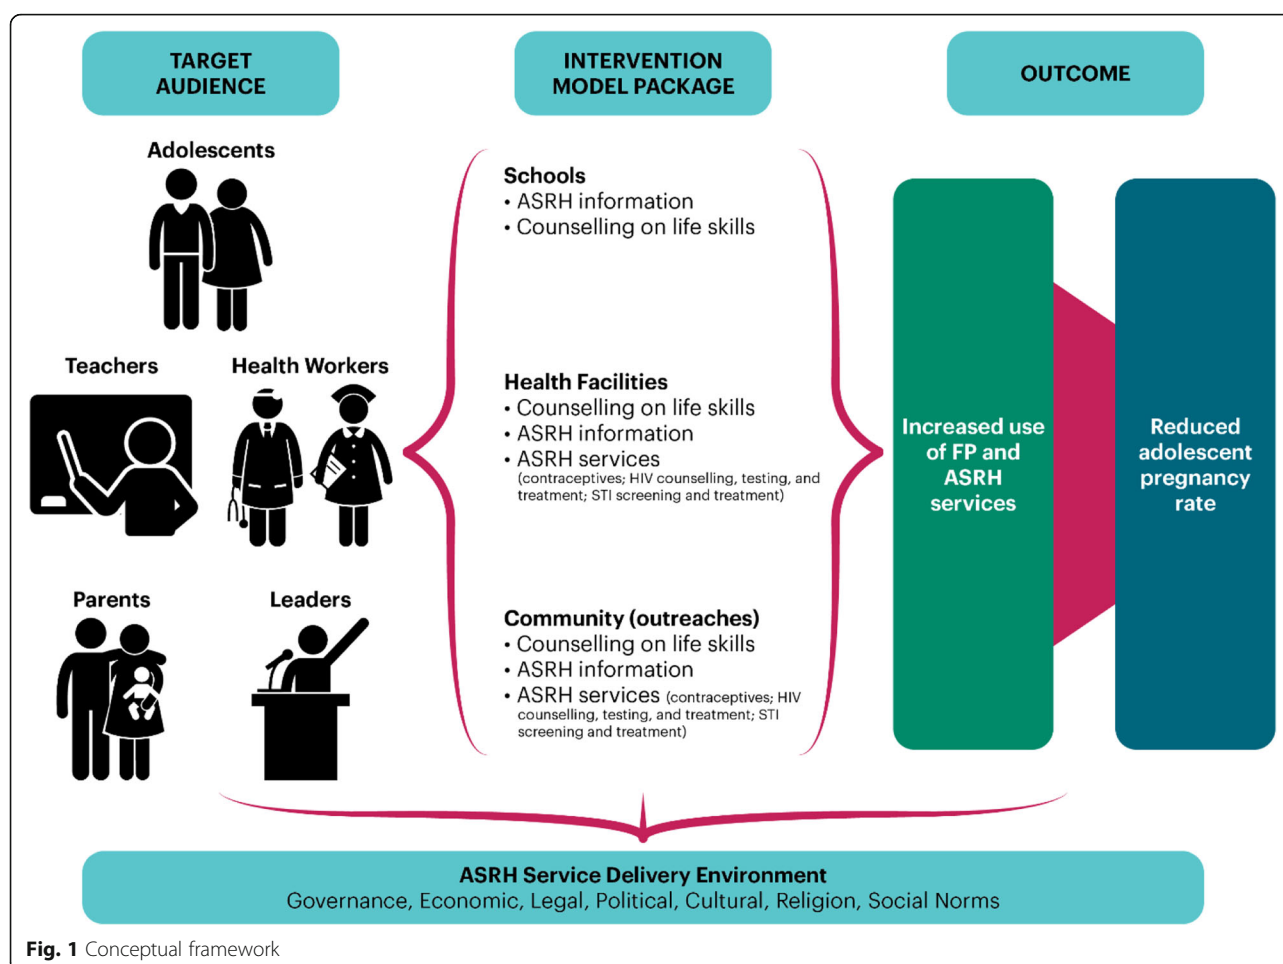 TARGET
AUDIENCE
INTERVENTION
MODEL PACKAGE
OUTCOME
Adolescents
Teachers
Health Workers
Parents
Leaders
Schools
• ASRH information
• Counselling on life skills
Health Facilities
• Counselling on life skills
• ASRH information
• ASRH services
(contraceptives; HIV counselling, testing, and
treatment; STI screening and treatment)
Community (outreaches)
• Counselling on life skills
• ASRH information
• ASRH services (contraceptives; HIV
counselling, testing, and treatment; STI
screening and treatment)
Increased use
of FP and
ASRH
services
Reduced
adolescent
pregnancy
rate
ASRH Service Delivery Environment
Governance, Economic, Legal, Political, Cultural, Religion, Social Norms
Fig. 1 Conceptual framework